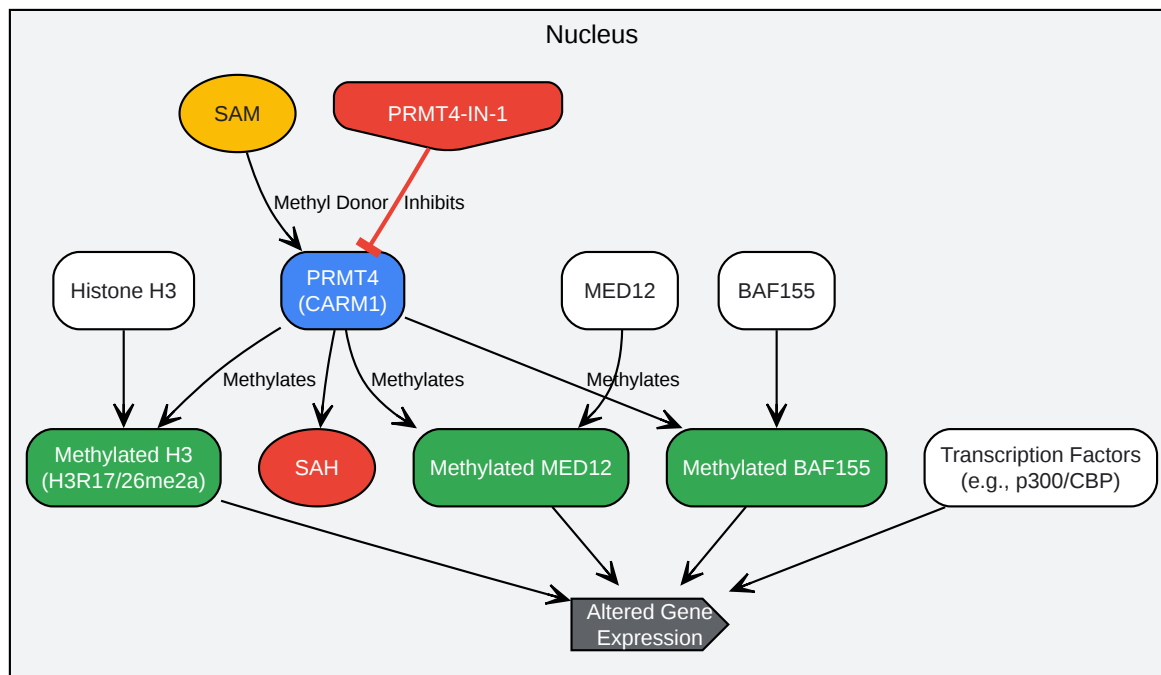 Nucleus
SAM
PRMT4-IN-1
Methyl Donor
Inhibits
Histone H3
PRMT4
(CARM1)
MED12
BAF155
Methylates
Methylates
Methylates
Methylated H3
(H3R17/26me2a)
SAH
Methylated MED12
Methylated BAF155
Transcription Factors
(e.g., p300/CBP)
Altered Gene
Expression